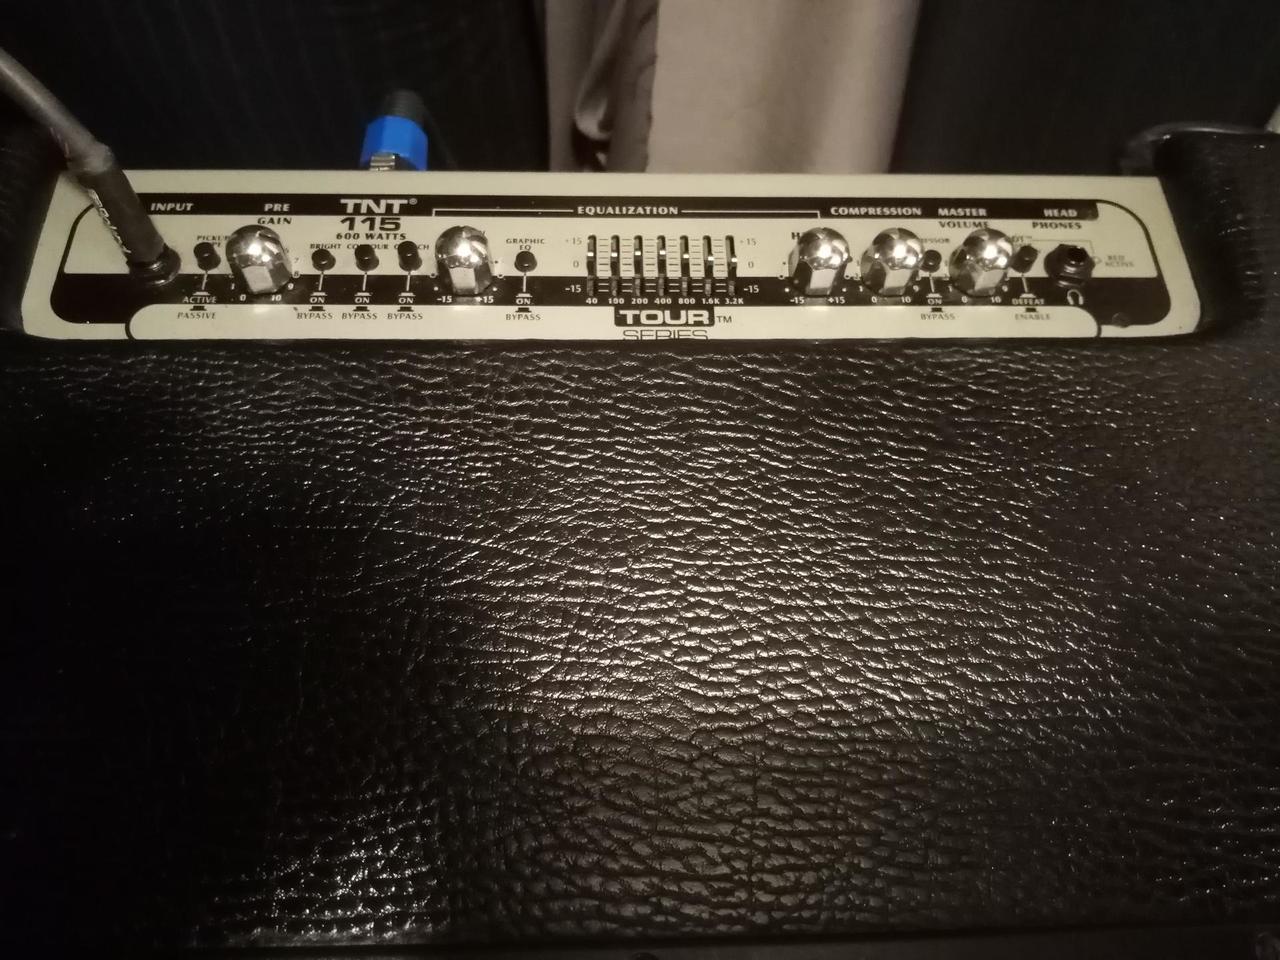 INPUT
PRE
GAIN
TNT®
115
600 WATTS
EQUALIZATION
COMPRESSION
MASTER
VOLUME
HEAD
PHONES
BRIGHT
GRAPHIC
EQ
+15
0
-15
+15
0
-15
ACTIVE
PASSIVE
0 10
ON
BYPASS
ON
BYPASS
ON
BYPASS
-15 +15
ON
BYPASS
40 100 200 400 800 1.6K 3.2K
-15 +15
0 10
ON
BYPASS
0 10
DEFEAT
ENABLE
TOUR™
SERIES